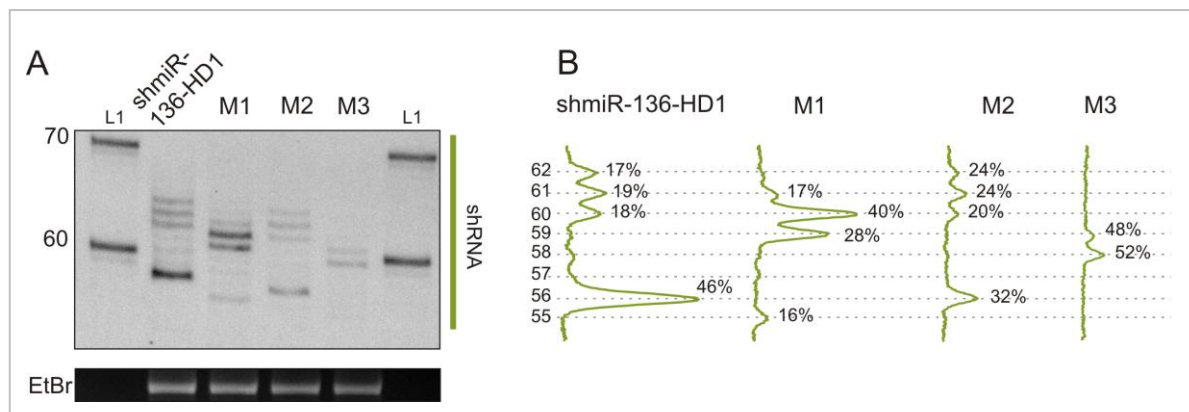 A
B
shmiR-
136-HD1
L1
M1
M2
M3
L1
70
60
shRNA
EtBr
shmiR-136-HD1
M1
M2
M3
62
17%
24%
61
19%
17%
24%
60
18%
40%
20%
59
28%
48%
58
52%
57
56
46%
32%
55
16%